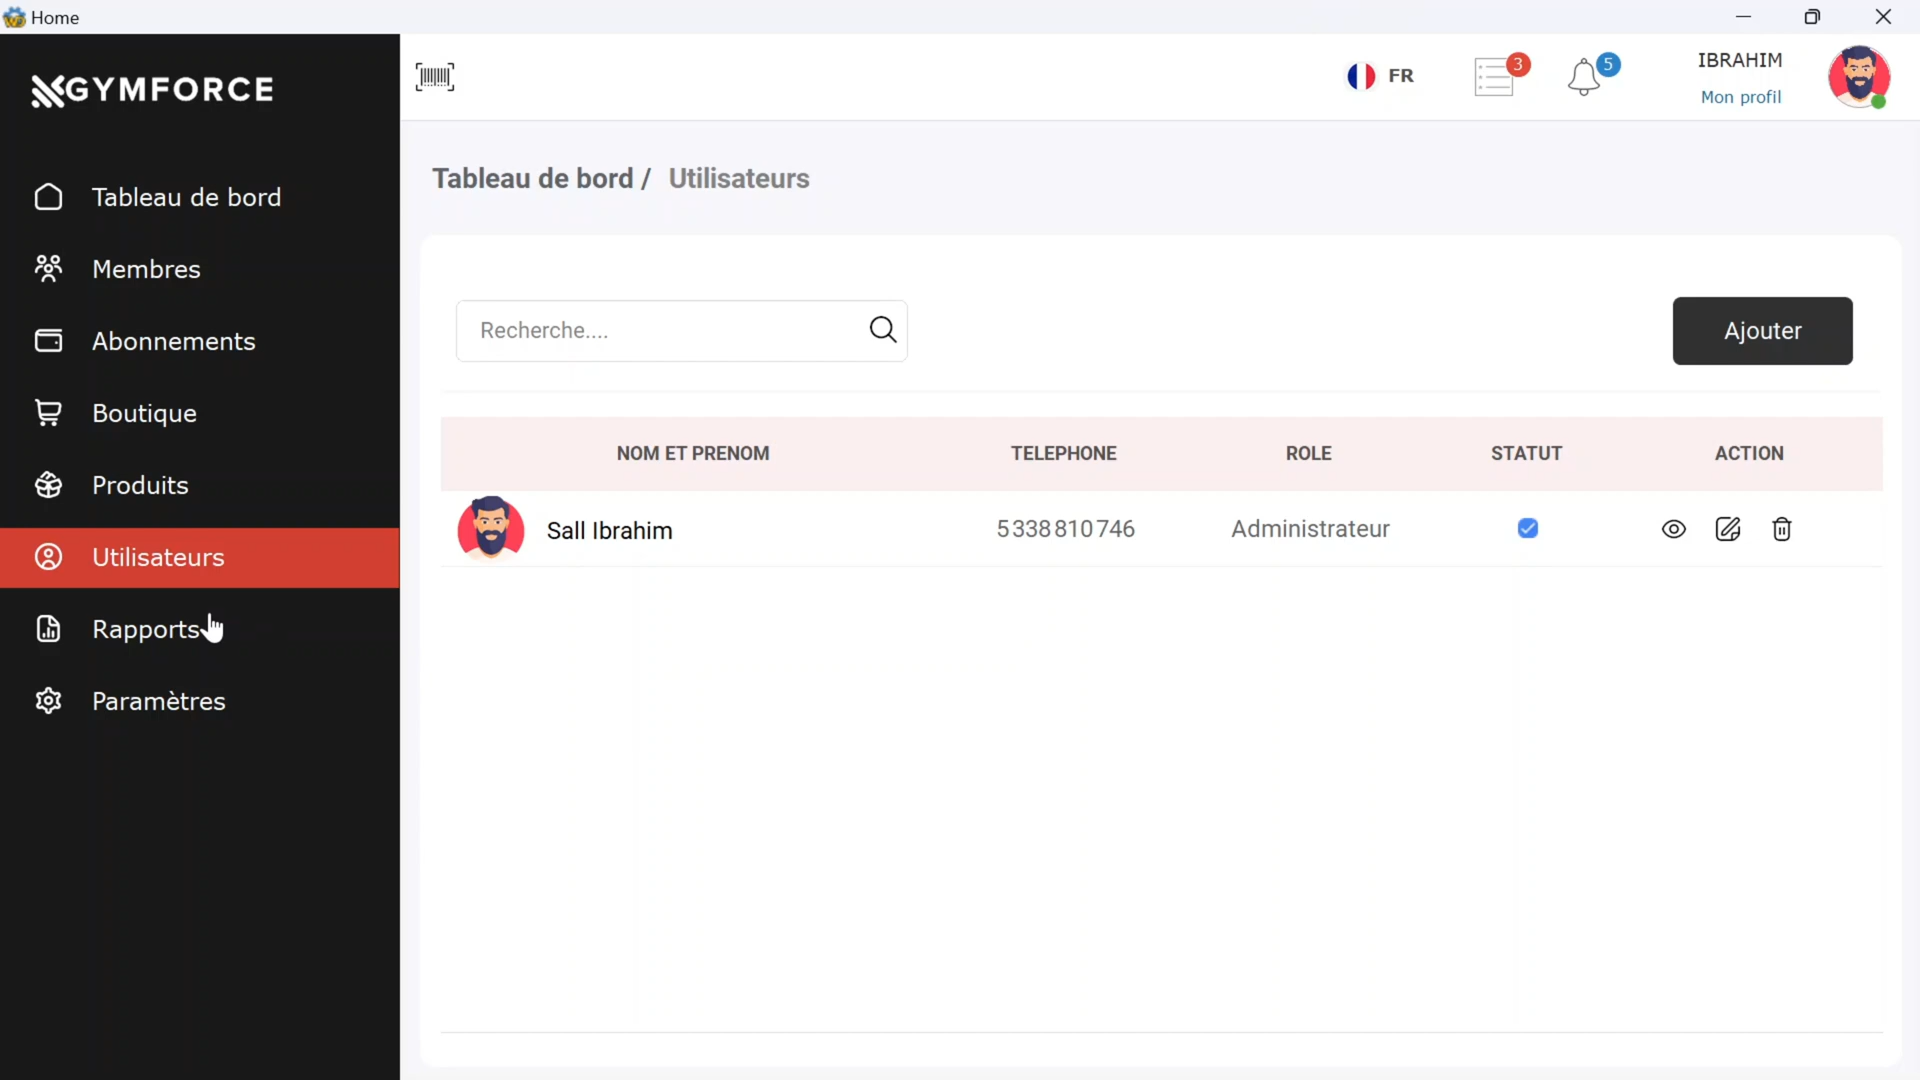 Home
GYMFORCE
FR
3
5
IBRAHIM
Mon profil
Tableau de bord
Membres
Abonnements
Boutique
Produits
Utilisateurs
Rapports
Paramètres
Tableau de bord / Utilisateurs
Recherche....
Ajouter
NOM ET PRENOM TELEPHONE ROLE STATUT ACTION
Sall Ibrahim 5338810746 Administrateur